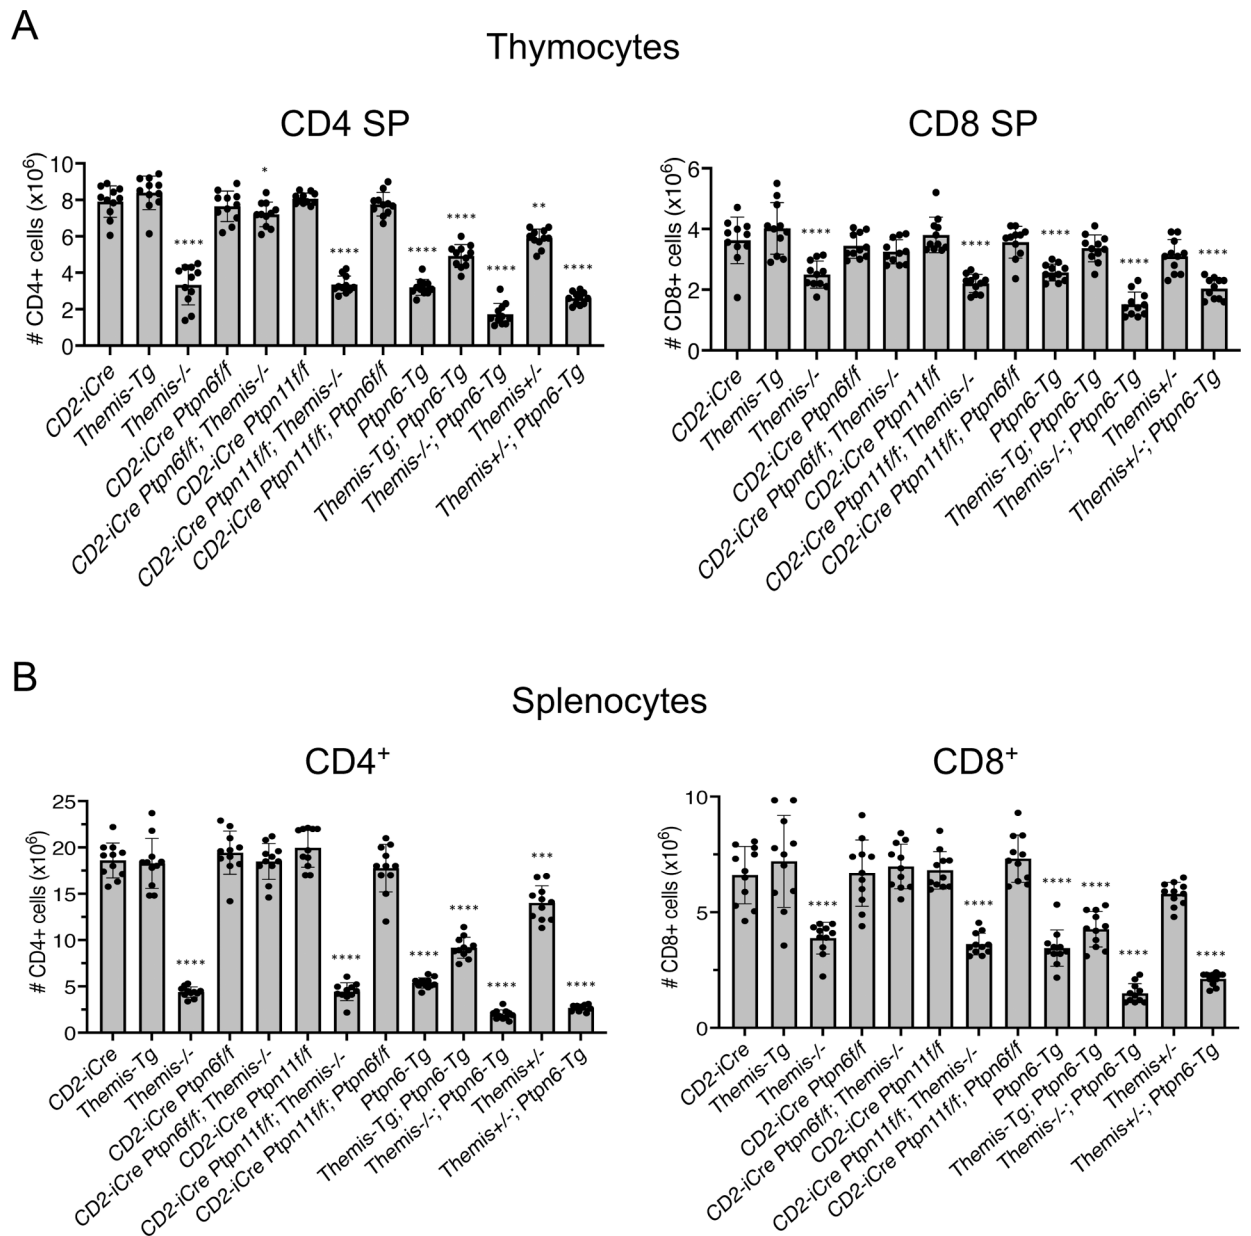 A
Thymocytes
CD4 SP
# CD4+ cells (x10⁶)
10
8
6
4
2
0
*
****
****
****
****
****
**
****
CD2-iCre
Themis-Tg
Themis-/-
CD2-iCre Ptpn6f/f
CD2-iCre Ptpn6f/f; Themis-/-
CD2-iCre Ptpn11f/f
CD2-iCre Ptpn11f/f; Themis-/-
CD2-iCre Ptpn11f/f; Ptpn6f/f
Ptpn6-Tg
Themis-Tg; Ptpn6-Tg
Themis-/-; Ptpn6-Tg
Themis+/-
Themis+/-; Ptpn6-Tg
CD8 SP
# CD8+ cells (x10⁶)
6
4
2
0
****
****
****
****
****
CD2-iCre
Themis-Tg
Themis-/-
CD2-iCre Ptpn6f/f
CD2-iCre Ptpn6f/f; Themis-/-
CD2-iCre Ptpn11f/f
CD2-iCre Ptpn11f/f; Themis-/-
CD2-iCre Ptpn11f/f; Ptpn6f/f
Ptpn6-Tg
Themis-Tg; Ptpn6-Tg
Themis-/-; Ptpn6-Tg
Themis+/-
Themis+/-; Ptpn6-Tg
B
Splenocytes
CD4⁺
# CD4+ cells (x10⁶)
25
20
15
10
5
0
****
****
****
****
****
***
****
CD2-iCre
Themis-Tg
Themis-/-
CD2-iCre Ptpn6f/f
CD2-iCre Ptpn6f/f; Themis-/-
CD2-iCre Ptpn11f/f
CD2-iCre Ptpn11f/f; Themis-/-
CD2-iCre Ptpn11f/f; Ptpn6f/f
Ptpn6-Tg
Themis-Tg; Ptpn6-Tg
Themis-/-; Ptpn6-Tg
Themis+/-
Themis+/-; Ptpn6-Tg
CD8⁺
# CD8+ cells (x10⁶)
10
5
0
****
****
****
****
****
****
CD2-iCre
Themis-Tg
Themis-/-
CD2-iCre Ptpn6f/f
CD2-iCre Ptpn6f/f; Themis-/-
CD2-iCre Ptpn11f/f
CD2-iCre Ptpn11f/f; Themis-/-
CD2-iCre Ptpn11f/f; Ptpn6f/f
Ptpn6-Tg
Themis-Tg; Ptpn6-Tg
Themis-/-; Ptpn6-Tg
Themis+/-
Themis+/-; Ptpn6-Tg